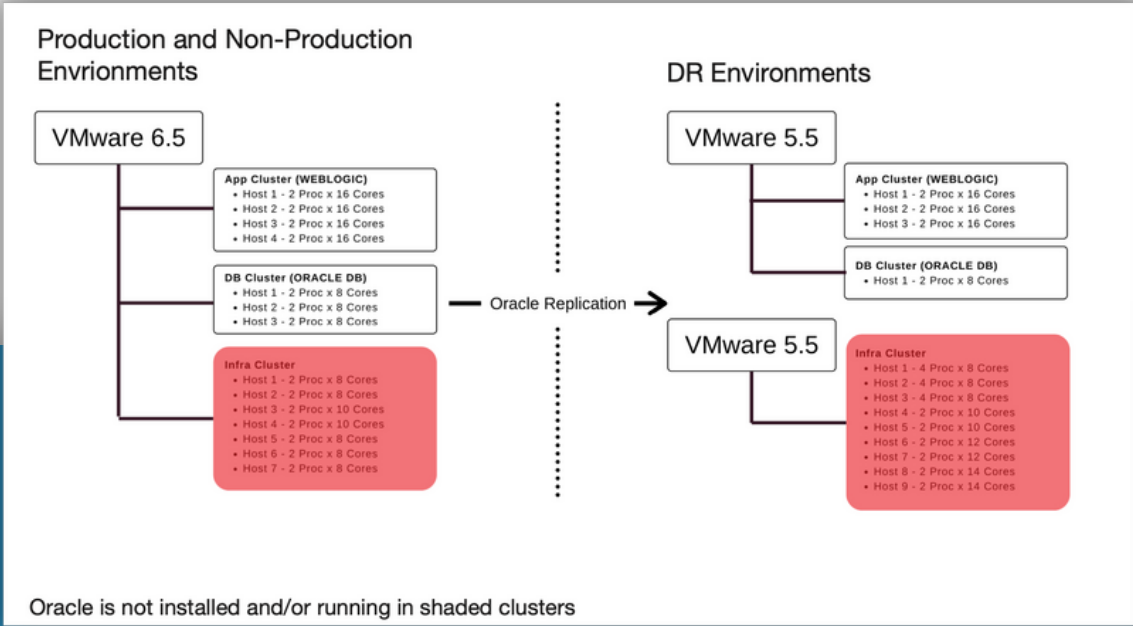 Production and Non-Production
Envrionments
VMware 6.5
App Cluster (WEBLOGIC)
• Host 1 - 2 Proc x 16 Cores
• Host 2 - 2 Proc x 16 Cores
• Host 3 - 2 Proc x 16 Cores
• Host 4 - 2 Proc x 16 Cores
DB Cluster (ORACLE DB)
• Host 1 - 2 Proc x 8 Cores
• Host 2 - 2 Proc x 8 Cores
• Host 3 - 2 Proc x 8 Cores
Infra Cluster
• Host 1 - 2 Proc x 8 Cores
• Host 2 - 2 Proc x 8 Cores
• Host 3 - 2 Proc x 10 Cores
• Host 4 - 2 Proc x 10 Cores
• Host 5 - 2 Proc x 8 Cores
• Host 6 - 2 Proc x 8 Cores
• Host 7 - 2 Proc x 8 Cores
Oracle Replication
DR Environments
VMware 5.5
App Cluster (WEBLOGIC)
• Host 1 - 2 Proc x 16 Cores
• Host 2 - 2 Proc x 16 Cores
• Host 3 - 2 Proc x 16 Cores
DB Cluster (ORACLE DB)
• Host 1 - 2 Proc x 8 Cores
VMware 5.5
Infra Cluster
• Host 1 - 4 Proc x 8 Cores
• Host 2 - 4 Proc x 8 Cores
• Host 3 - 4 Proc x 8 Cores
• Host 4 - 2 Proc x 10 Cores
• Host 5 - 2 Proc x 10 Cores
• Host 6 - 2 Proc x 12 Cores
• Host 7 - 2 Proc x 12 Cores
• Host 8 - 2 Proc x 14 Cores
• Host 9 - 2 Proc x 14 Cores
Oracle is not installed and/or running in shaded clusters